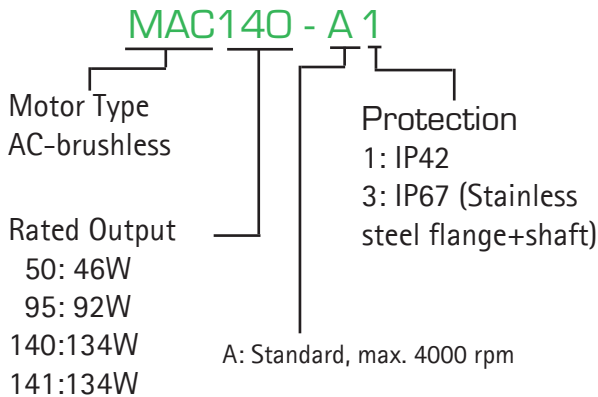 MAC140 - A 1
Motor Type
AC-brushless
Protection
1: IP42
3: IP67 (Stainless
steel flange+shaft)
Rated Output
50: 46W
95: 92W
140:134W
141:134W
A: Standard, max. 4000 rpm